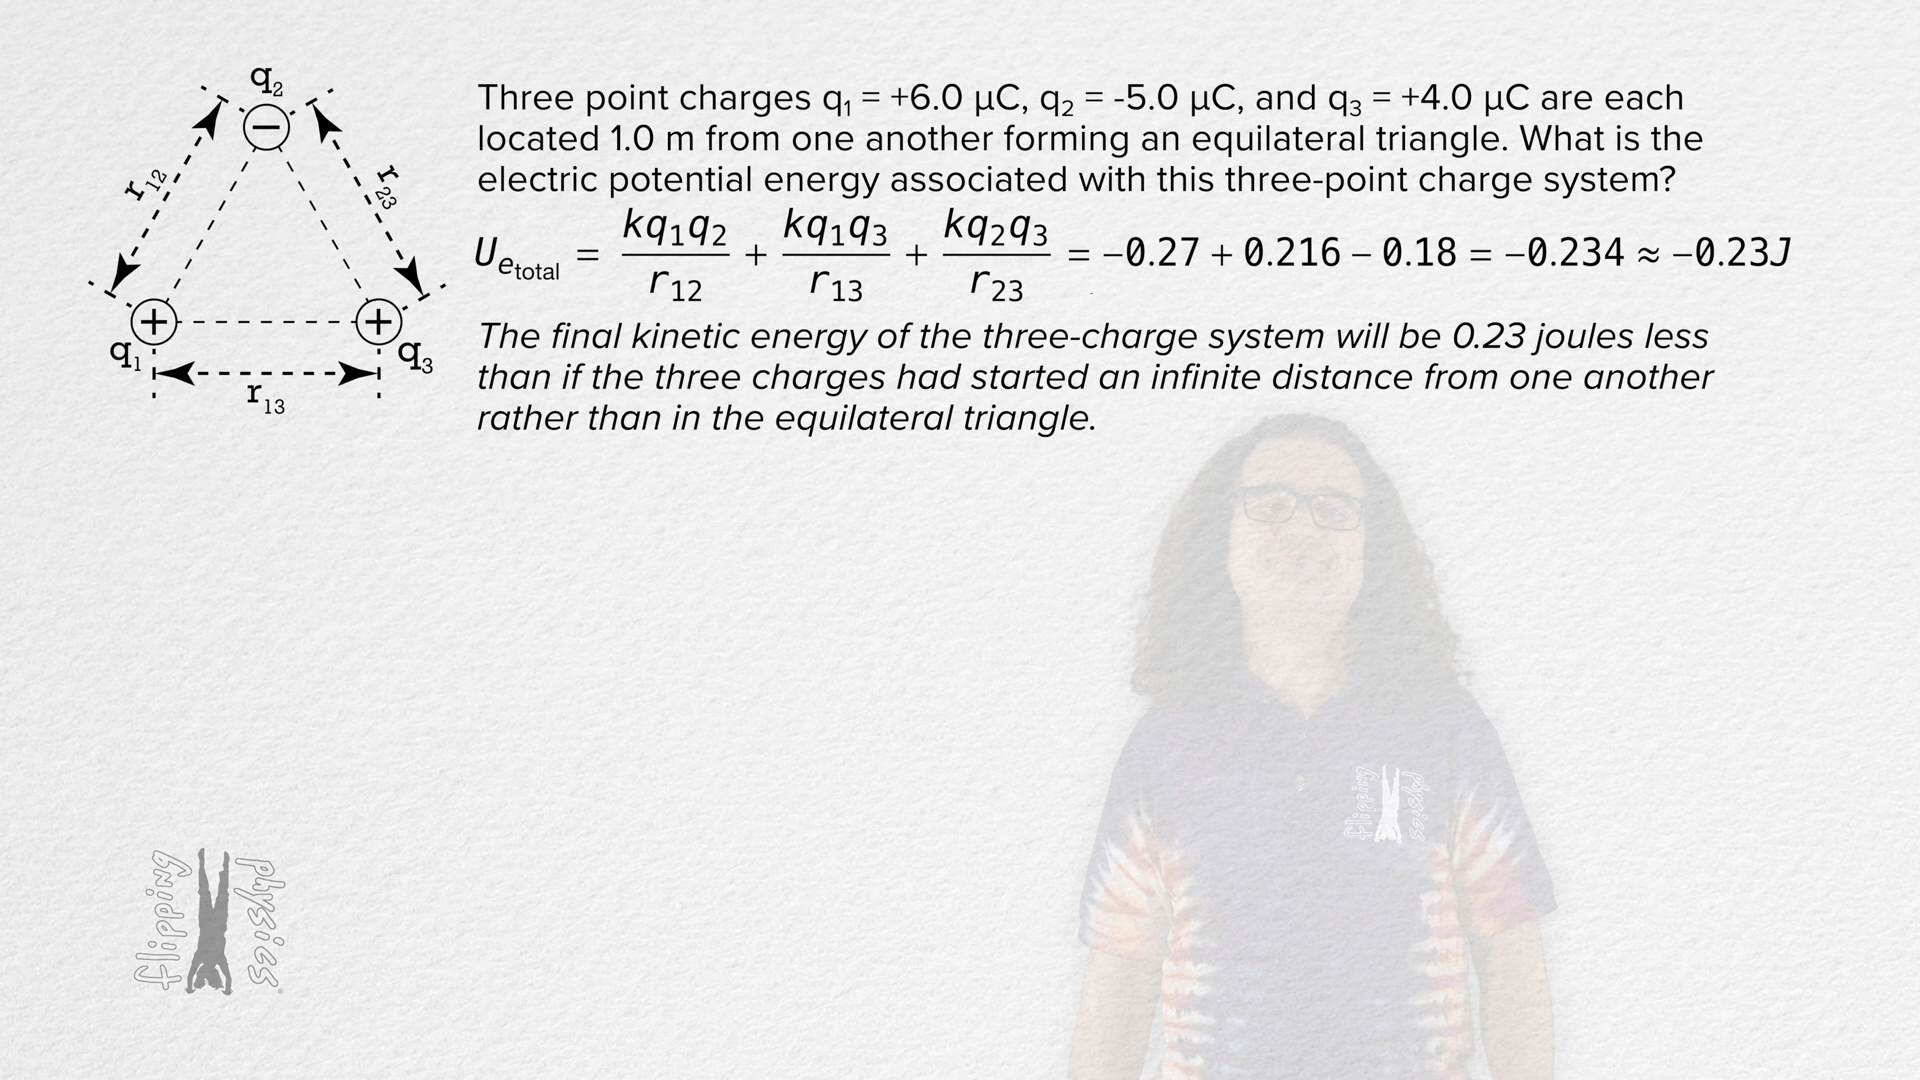 q₂
r₁₂
r₂₃
q₁
q₃
r₁₃
Three point charges q₁ = +6.0 µC, q₂ = -5.0 µC, and q₃ = +4.0 µC are each
located 1.0 m from one another forming an equilateral triangle. What is the
electric potential energy associated with this three-point charge system?
Uₑ_total = kq₁q₂/r₁₂ + kq₁q₃/r₁₃ + kq₂q₃/r₂₃ = −0.27 + 0.216 − 0.18 = −0.234 ≈ −0.23J
The final kinetic energy of the three-charge system will be 0.23 joules less
than if the three charges had started an infinite distance from one another
rather than in the equilateral triangle.
flipping physics
flipping physics